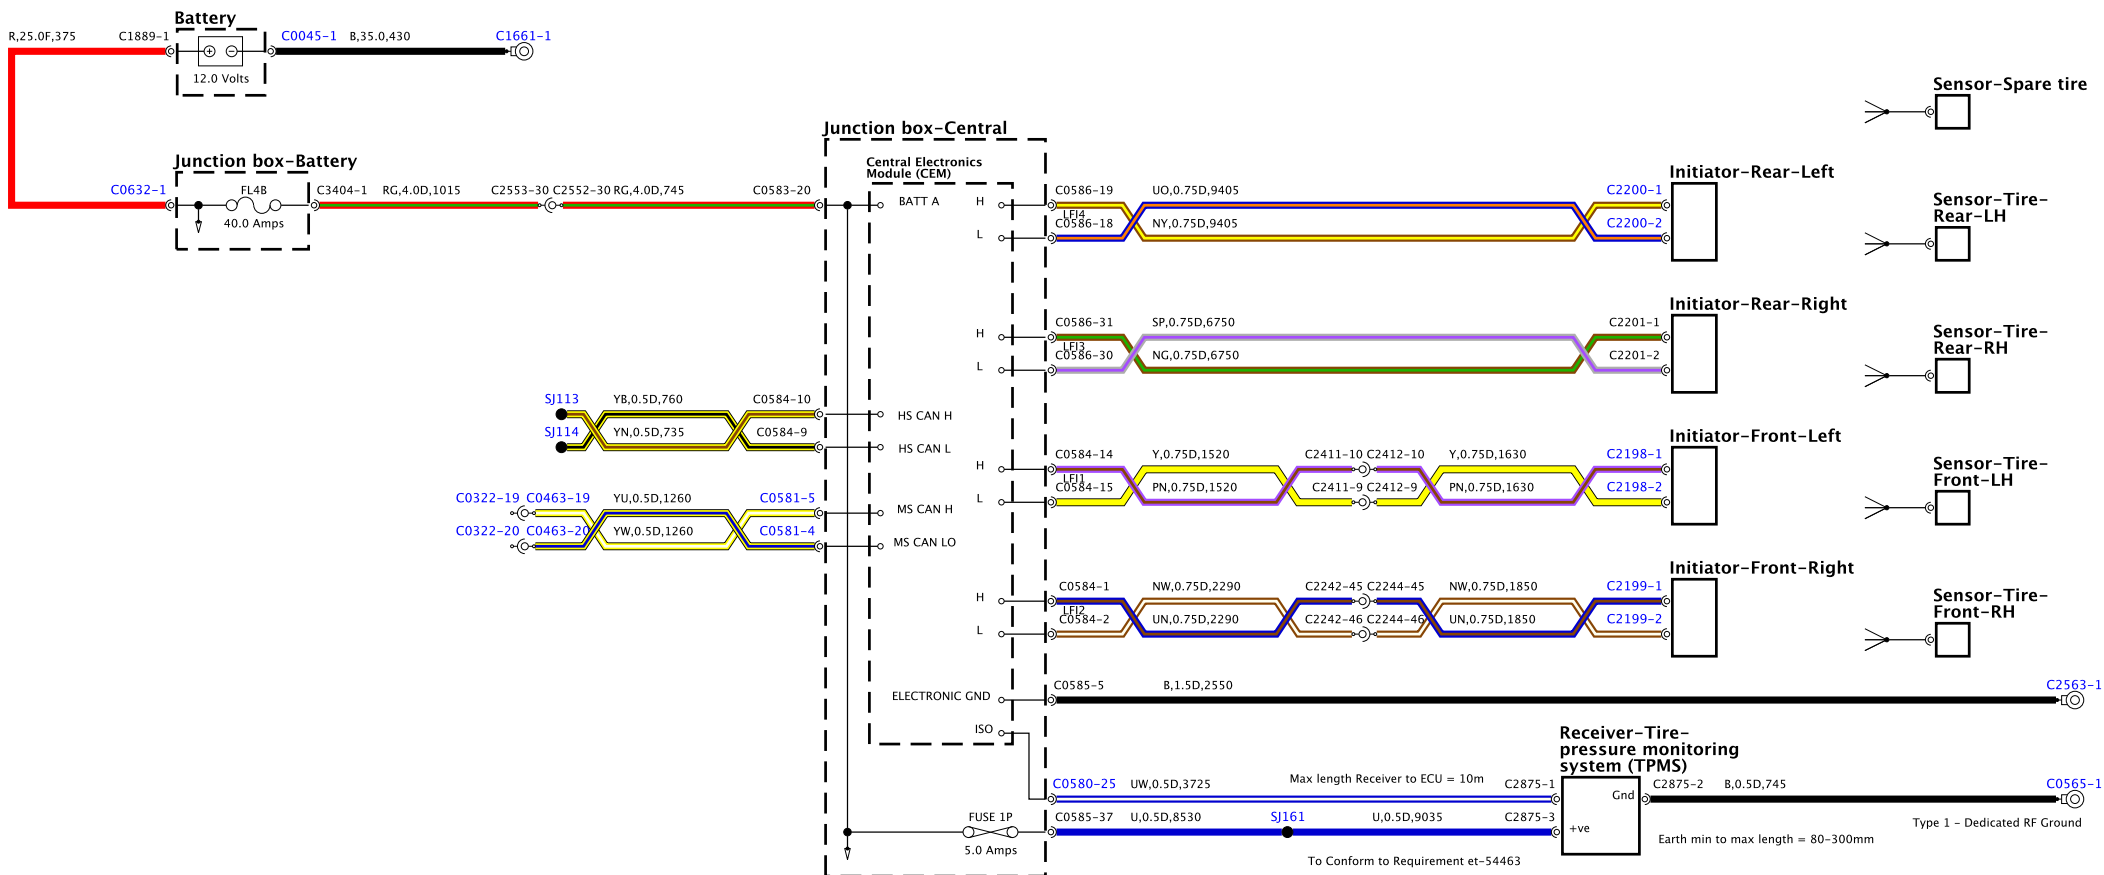 Battery
R,25.0F,375
C1889-1
C0045-1
B,35.0,430
C1661-1
12.0 Volts
Junction box-Battery
C0632-1
FL4B
40.0 Amps
C3404-1
RG,4.0D,1015
C2553-30
C2552-30
RG,4.0D,745
C0583-20
Junction box-Central
Central Electronics
Module (CEM)
BATT A
H
L
C0586-19
UO,0.75D,9405
C2200-1
LFI4
C0586-18
NY,0.75D,9405
C2200-2
Initiator-Rear-Left
Sensor-Spare tire
Sensor-Tire-
Rear-LH
H
L
C0586-31
SP,0.75D,6750
C2201-1
LFI3
C0586-30
NG,0.75D,6750
C2201-2
Initiator-Rear-Right
Sensor-Tire-
Rear-RH
SJ113
YB,0.5D,760
C0584-10
HS CAN H
SJ114
YN,0.5D,735
C0584-9
HS CAN L
H
L
C0584-14
Y,0.75D,1520
C2411-10
C2412-10
Y,0.75D,1630
C2198-1
LFI1
C0584-15
PN,0.75D,1520
C2411-9
C2412-9
PN,0.75D,1630
C2198-2
Initiator-Front-Left
Sensor-Tire-
Front-LH
C0322-19
C0463-19
YU,0.5D,1260
C0581-5
MS CAN H
C0322-20
C0463-20
YW,0.5D,1260
C0581-4
MS CAN LO
H
L
C0584-1
NW,0.75D,2290
C2242-45
C2244-45
NW,0.75D,1850
C2199-1
LFI2
C0584-2
UN,0.75D,2290
C2242-46
C2244-46
UN,0.75D,1850
C2199-2
Initiator-Front-Right
Sensor-Tire-
Front-RH
ELECTRONIC GND
C0585-5
B,1.5D,2550
C2563-1
ISO
Receiver-Tire-
pressure monitoring
system (TPMS)
C0580-25
UW,0.5D,3725
Max length Receiver to ECU = 10m
C2875-1
Gnd
C2875-2
B,0.5D,745
C0565-1
FUSE 1P
5.0 Amps
C0585-37
U,0.5D,8530
SJ161
U,0.5D,9035
C2875-3
+ve
Type 1 - Dedicated RF Ground
Earth min to max length = 80-300mm
To Conform to Requirement et-54463